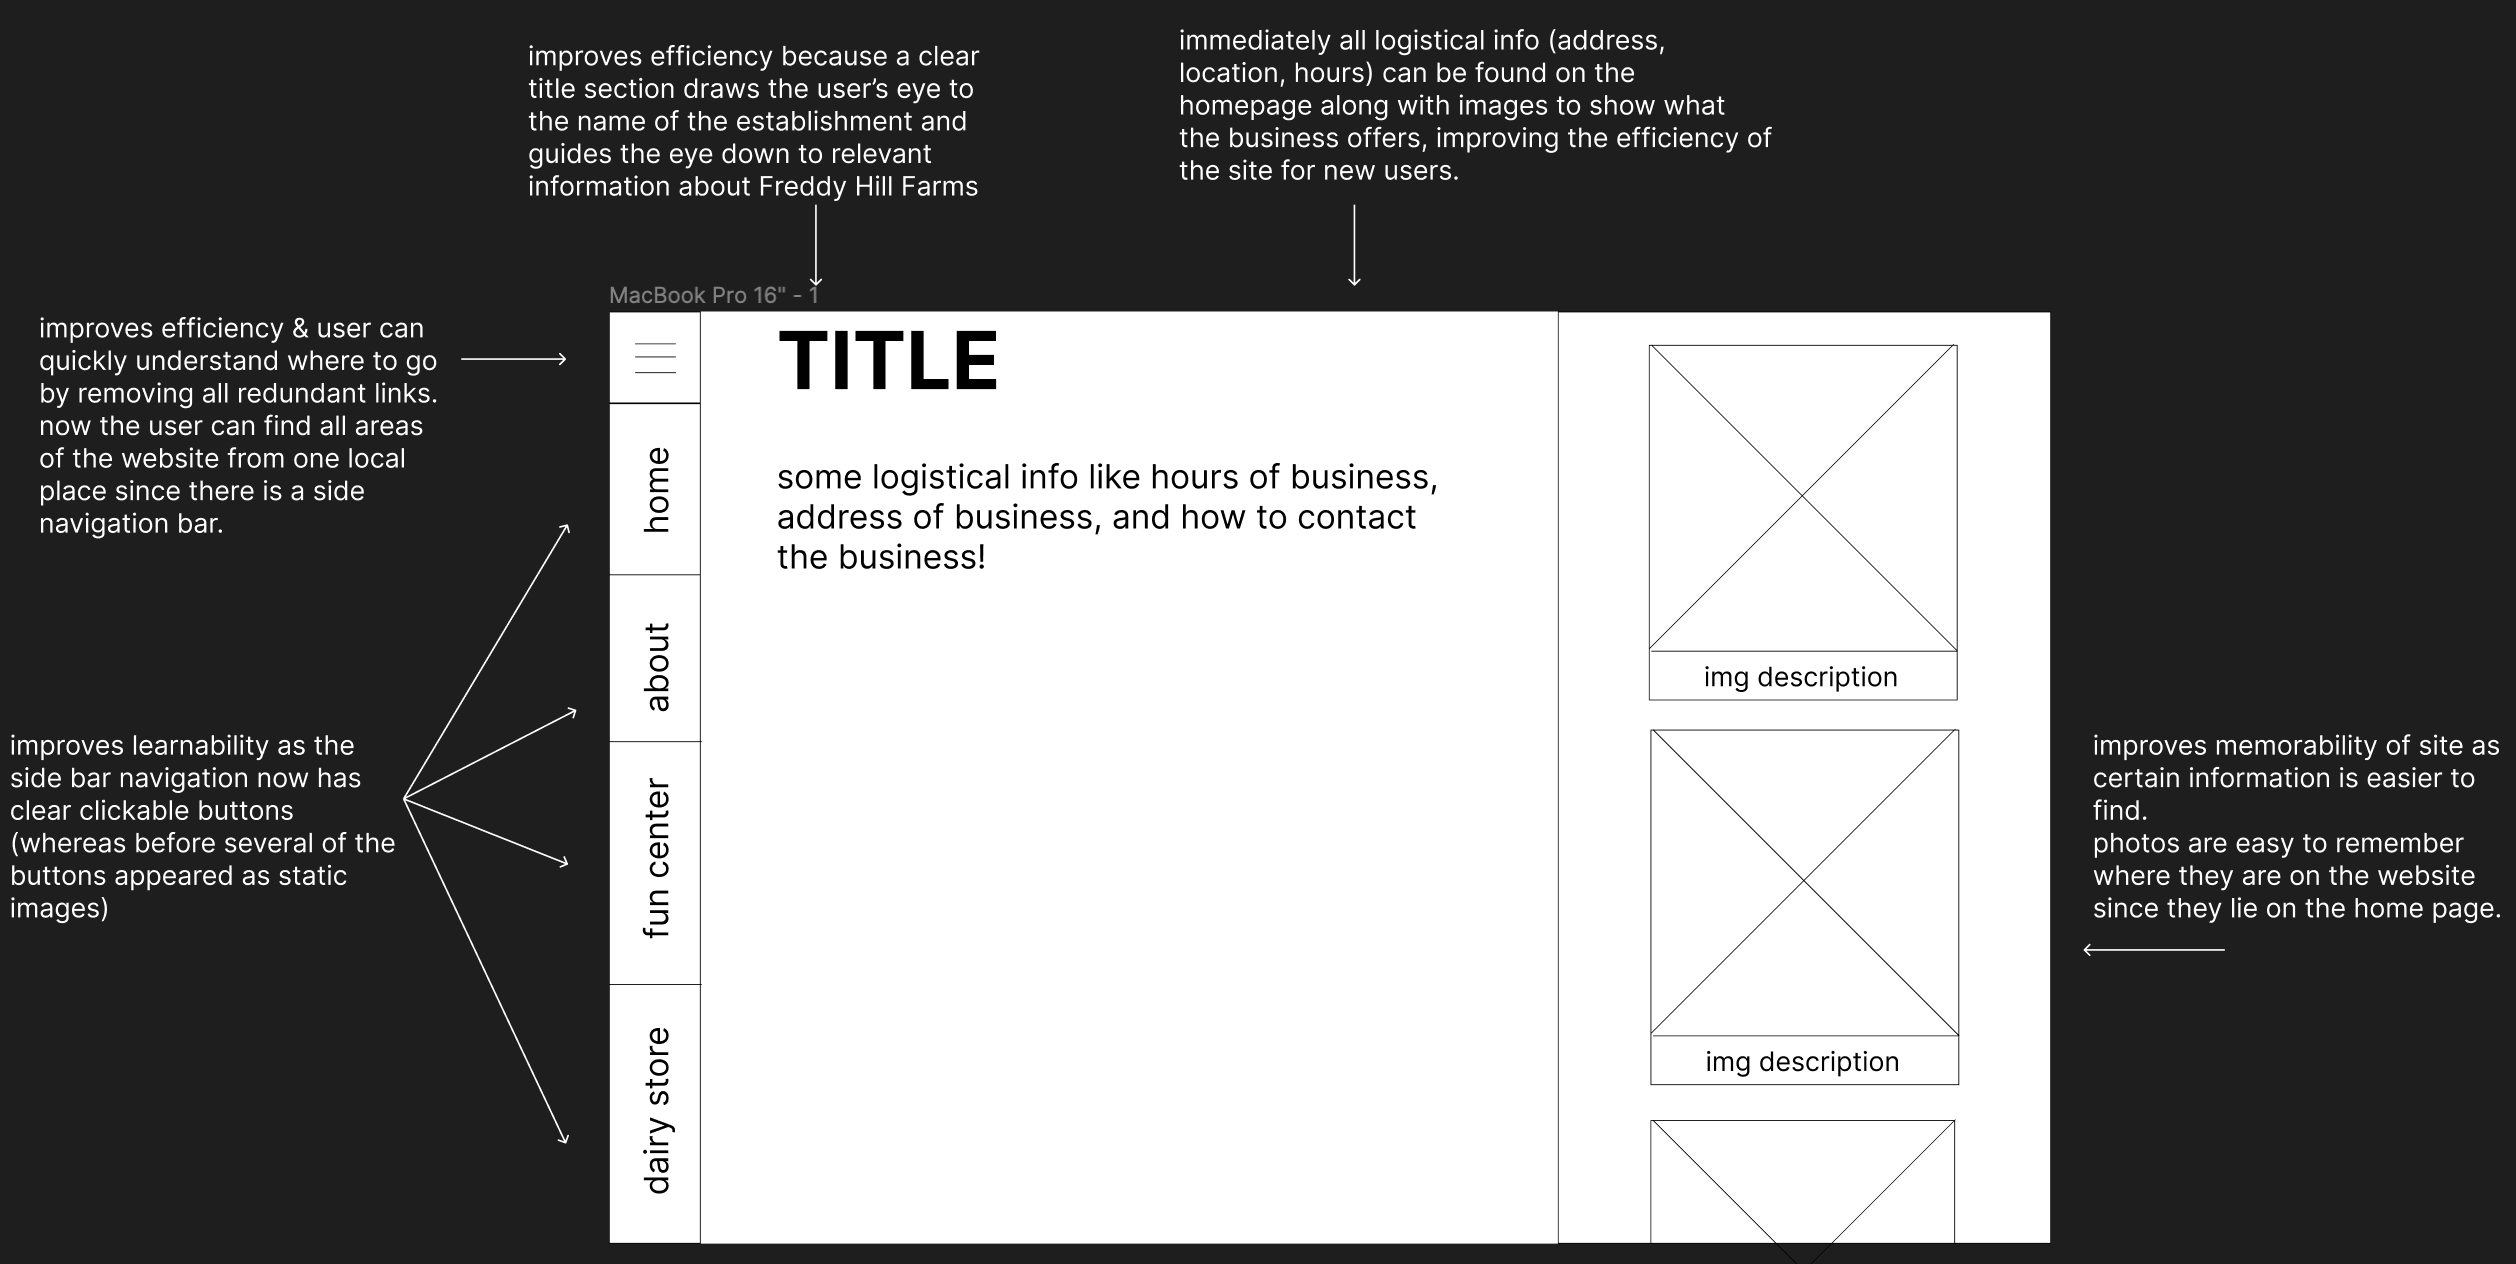 improves efficiency because a clear
title section draws the user’s eye to
the name of the establishment and
guides the eye down to relevant
information about Freddy Hill Farms
immediately all logistical info (address,
location, hours) can be found on the
homepage along with images to show what
the business offers, improving the efficiency of
the site for new users.
MacBook Pro 16" - 1
improves efficiency & user can
quickly understand where to go
by removing all redundant links.
now the user can find all areas
of the website from one local
place since there is a side
navigation bar.
improves learnability as the
side bar navigation now has
clear clickable buttons
(whereas before several of the
buttons appeared as static
images)
home
about
fun center
dairy store
TITLE
some logistical info like hours of business,
address of business, and how to contact
the business!
img description
img description
improves memorability of site as
certain information is easier to
find.
photos are easy to remember
where they are on the website
since they lie on the home page.